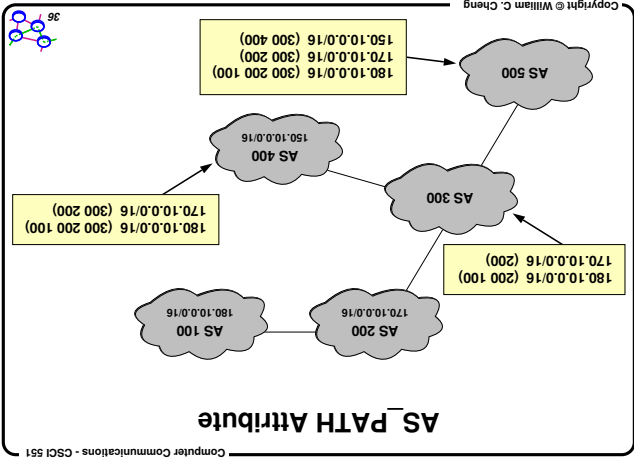 Computer Communications - CSCI 551
AS_PATH Attribute
AS 200
170.10.0.0/16
AS 100
180.10.0.0/16
180.10.0.0/16 (200 100
170.10.0.0/16 (200)
AS 300
180.10.0.0/16 (300 200 100
170.10.0.0/16 (300 200)
AS 400
150.10.0.0/16
AS 500
180.10.0.0/16 (300 200 100
170.10.0.0/16 (300 200)
150.10.0.0/16 (300 400)
Copyright © William C. Cheng
36